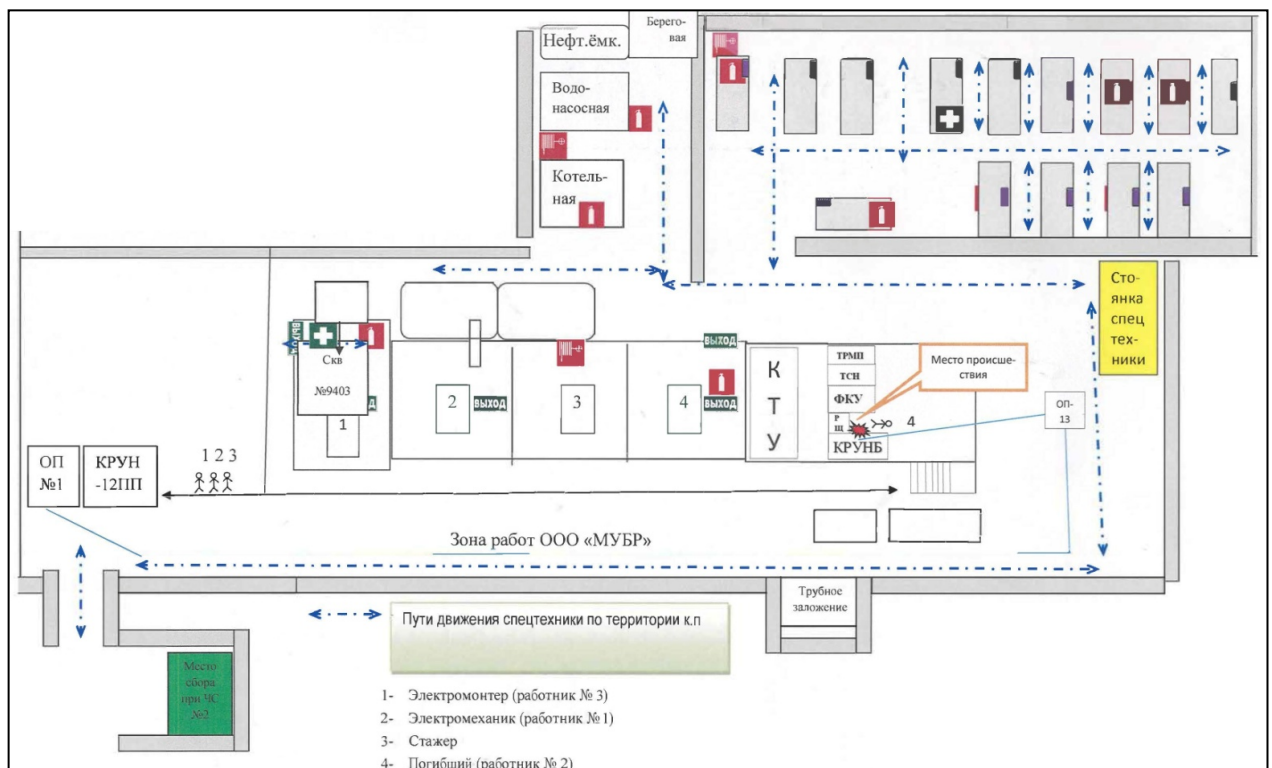 Берего-
вая
Нефт.ёмк.
Водо-
насосная
Котель-
ная
Сто-
янка
спец
тех-
ники
ВЫХОД
Скв
№9403
1
2
ВЫХОД
3
ВЫХОД
4
ВЫХОД
К
Т
У
ТРМП
ТСН
ФКУ
Р
Щ
КРУНБ
Место происше-
ствия
4
ОП-
13
ОП
№1
КРУН
-12ПП
1 2 3
Зона работ ООО «МУБР»
Трубное
заложение
Пути движения спецтехники по территории к.п
Место
сбора
при ЧС
№2
1- Электромонтер (работник № 3)
2- Электромеханик (работник № 1)
3- Стажер
4- Погибший (работник № 2)